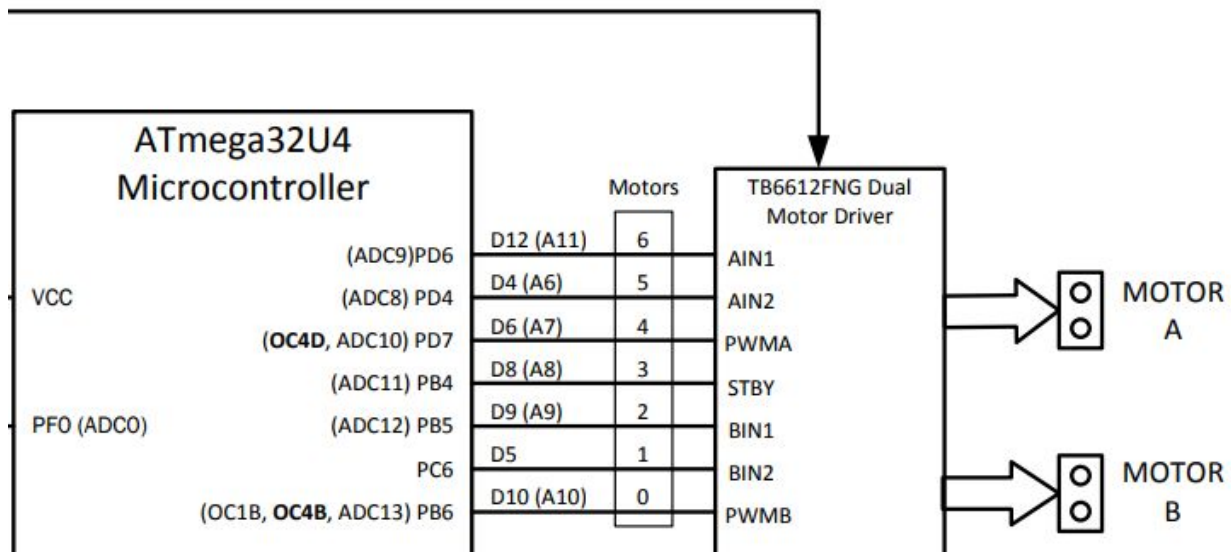 ATmega32U4
Microcontroller
VCC
PF0 (ADC0)
(ADC9)PD6
(ADC8) PD4
(OC4D, ADC10) PD7
(ADC11) PB4
(ADC12) PB5
PC6
(OC1B, OC4B, ADC13) PB6
D12 (A11)
D4 (A6)
D6 (A7)
D8 (A8)
D9 (A9)
D5
D10 (A10)
Motors
6
5
4
3
2
1
0
TB6612FNG Dual
Motor Driver
AIN1
AIN2
PWMA
STBY
BIN1
BIN2
PWMB
MOTOR
A
MOTOR
B